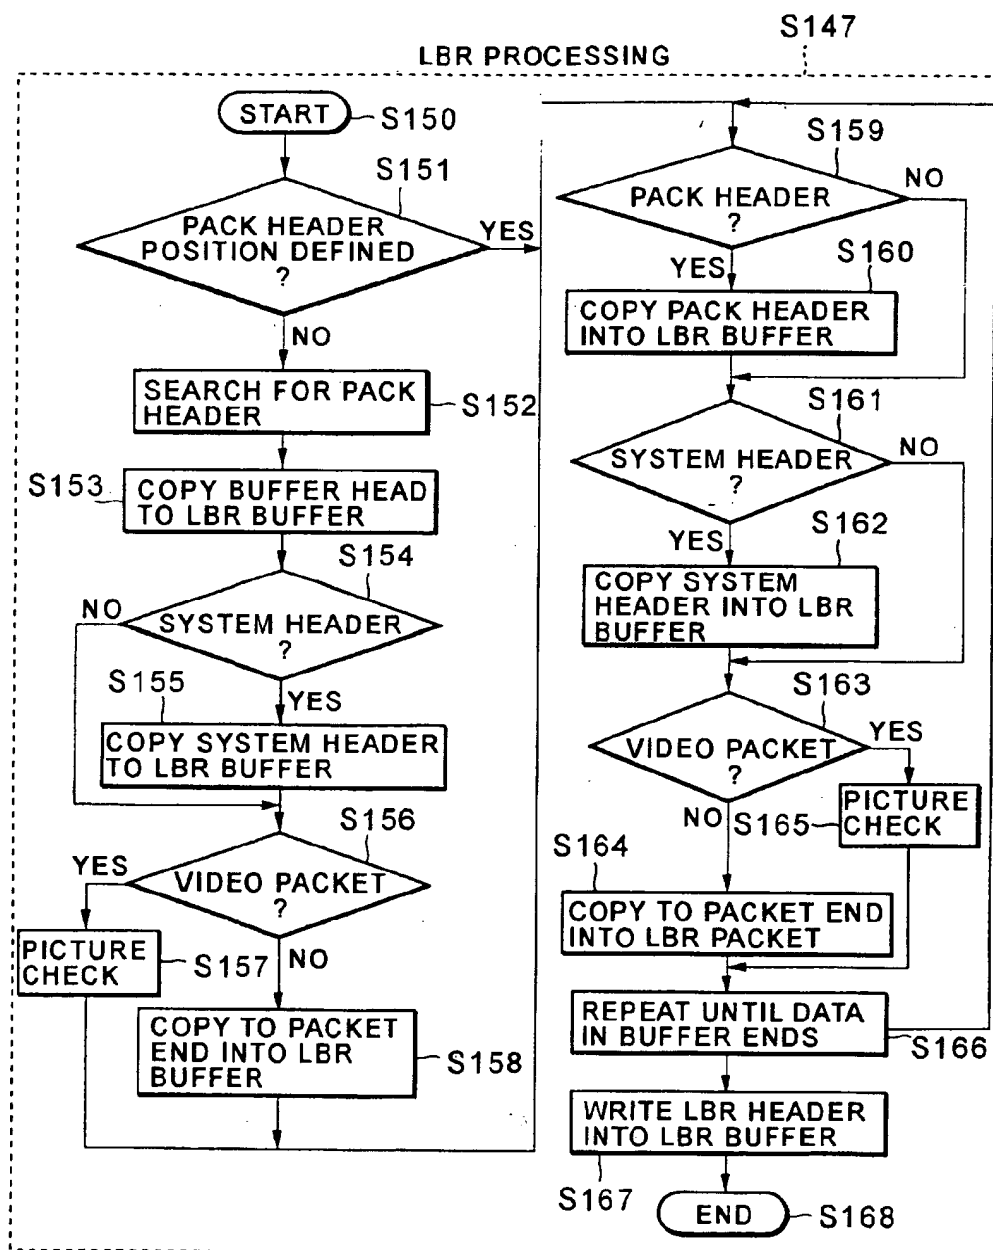 S147
LBR PROCESSING
START
S150
S151
PACK HEADER
POSITION DEFINED
?
YES
NO
SEARCH FOR PACK
HEADER
S152
S153
COPY BUFFER HEAD
TO LBR BUFFER
S154
NO
SYSTEM HEADER
?
S155
YES
COPY SYSTEM HEADER
TO LBR BUFFER
S156
YES
VIDEO PACKET
?
PICTURE
CHECK
S157
NO
COPY TO PACKET
END INTO LBR
BUFFER
S158
S159
PACK HEADER
?
NO
YES
S160
COPY PACK HEADER
INTO LBR BUFFER
S161
SYSTEM HEADER
?
NO
YES
S162
COPY SYSTEM
HEADER INTO LBR
BUFFER
S163
VIDEO PACKET
?
YES
NO
S165
PICTURE
CHECK
S164
COPY TO PACKET END
INTO LBR PACKET
REPEAT UNTIL DATA
IN BUFFER ENDS
S166
WRITE LBR HEADER
INTO LBR BUFFER
S167
END
S168